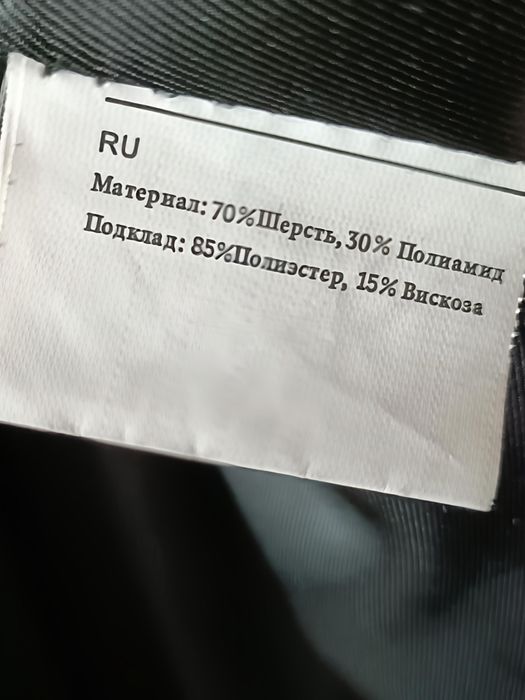 RU
Материал: 70%Шерсть, 30% Полиамид
Подклад: 85%Полиэстер, 15% Вискоза